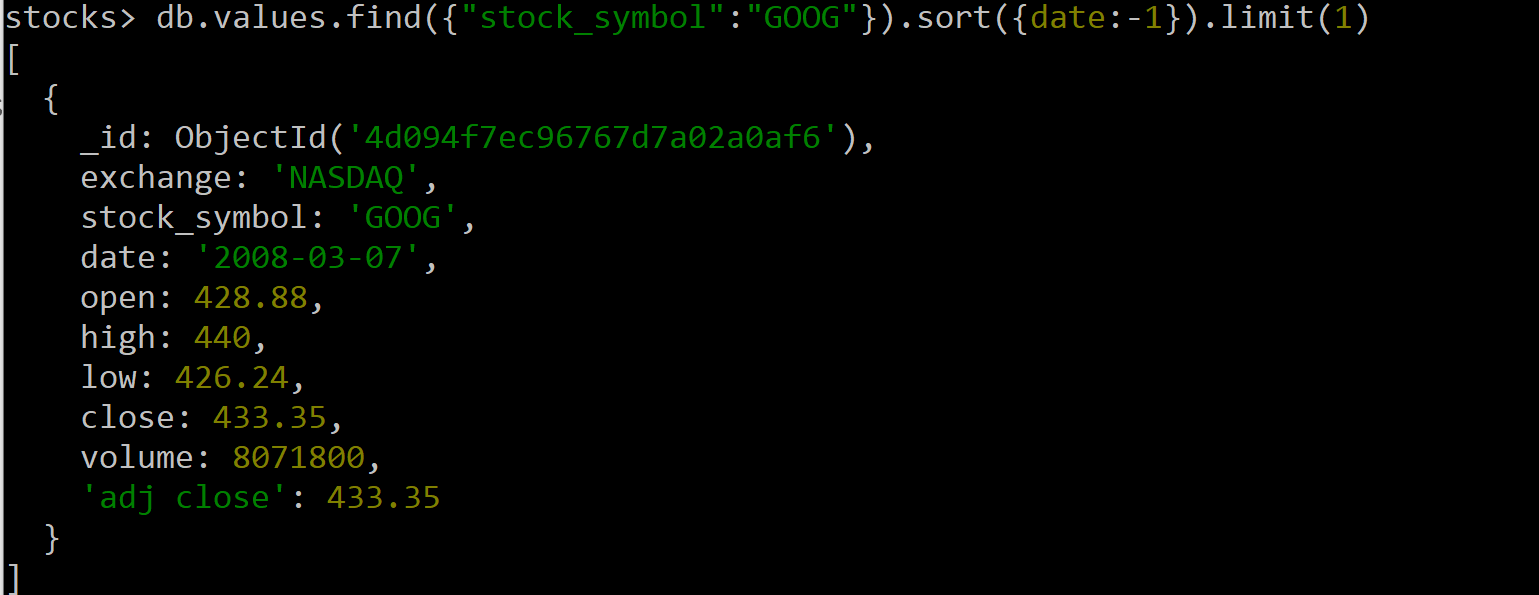 stocks> db.values.find({"stock_symbol":"GOOG"}).sort({date:-1}).limit(1)
[
  {
    _id: ObjectId('4d094f7ec96767d7a02a0af6'),
    exchange: 'NASDAQ',
    stock_symbol: 'GOOG',
    date: '2008-03-07',
    open: 428.88,
    high: 440,
    low: 426.24,
    close: 433.35,
    volume: 8071800,
    'adj close': 433.35
  }
]